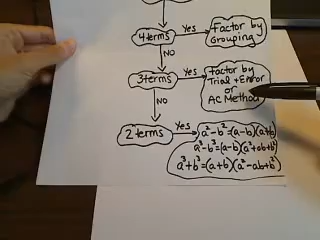 4 terms
Yes
Factor by
Grouping
NO
3 terms
Yes
factor by
Trial + Error
or
AC Method
NO
2 terms
Yes
a²-b²=(a-b)(a+b)
a³-b³=(a-b)(a²+ab+b²)
a³+b³=(a+b)(a²-ab+b²)